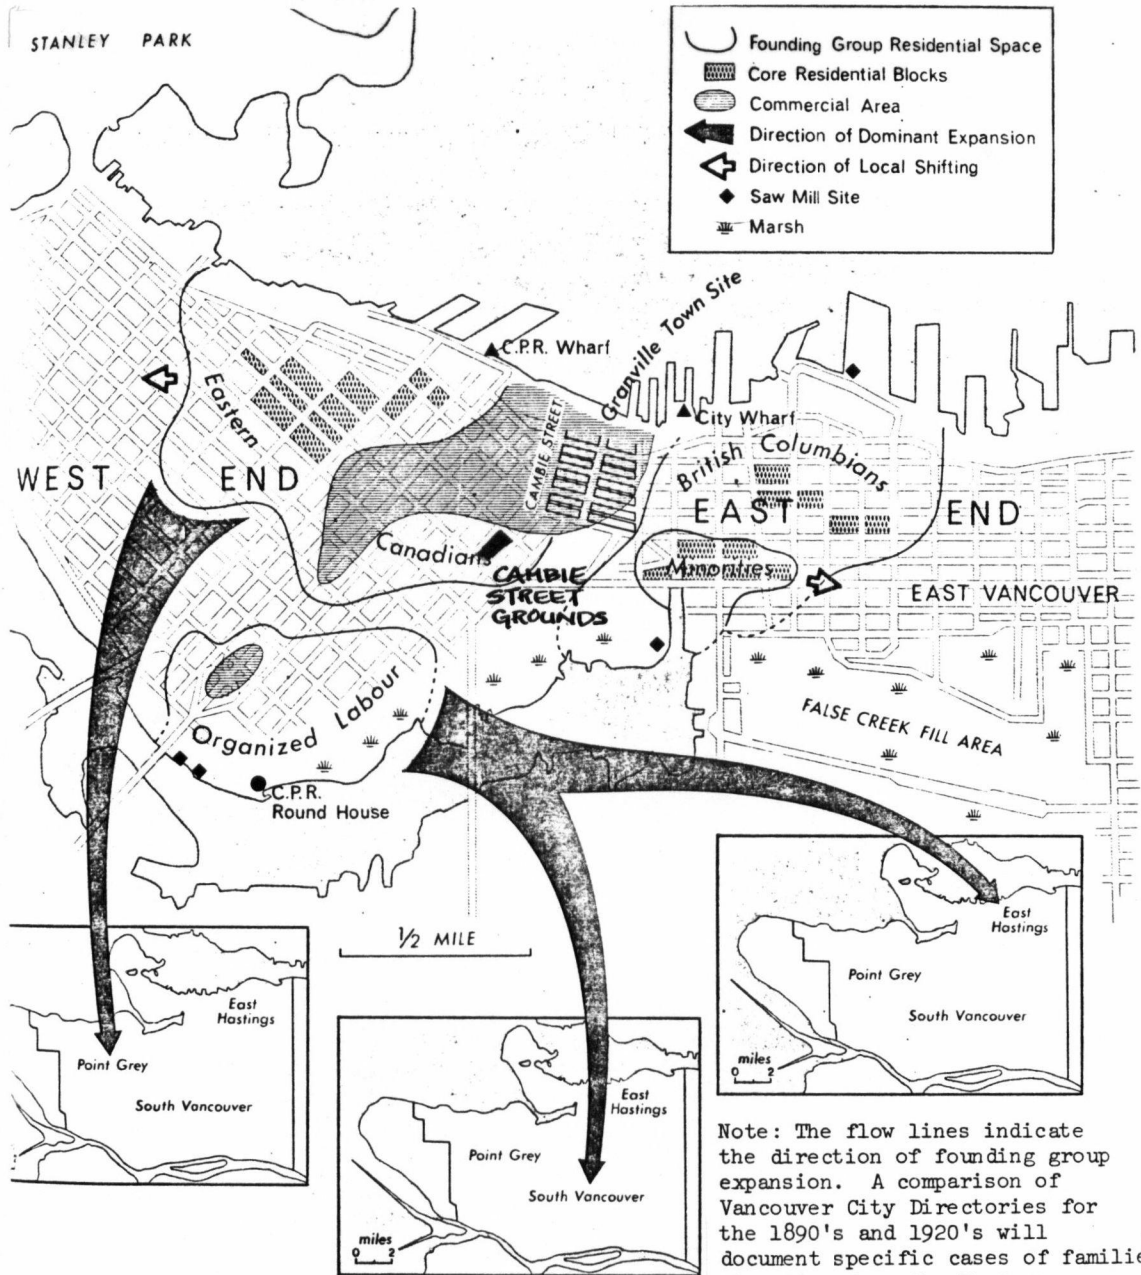 STANLEY PARK
Founding Group Residential Space
Core Residential Blocks
Commercial Area
Direction of Dominant Expansion
Direction of Local Shifting
Saw Mill Site
Marsh
Granville Town Site
C.P.R. Wharf
City Wharf
CAMBIE STREET
Eastern
Canadians
British Columbians
WEST END
EAST END
Minorities
CAMBIE
STREET
GROUNDS
EAST VANCOUVER
FALSE CREEK FILL AREA
Organized Labour
C.P.R.
Round House
1/2 MILE
East
Hastings
Point Grey
South Vancouver
East
Hastings
Point Grey
South Vancouver
miles
0 2
East
Hastings
Point Grey
South Vancouver
miles
0 2
Note: The flow lines indicate
the direction of founding group
expansion. A comparison of
Vancouver City Directories for
the 1890's and 1920's will
document specific cases of familie